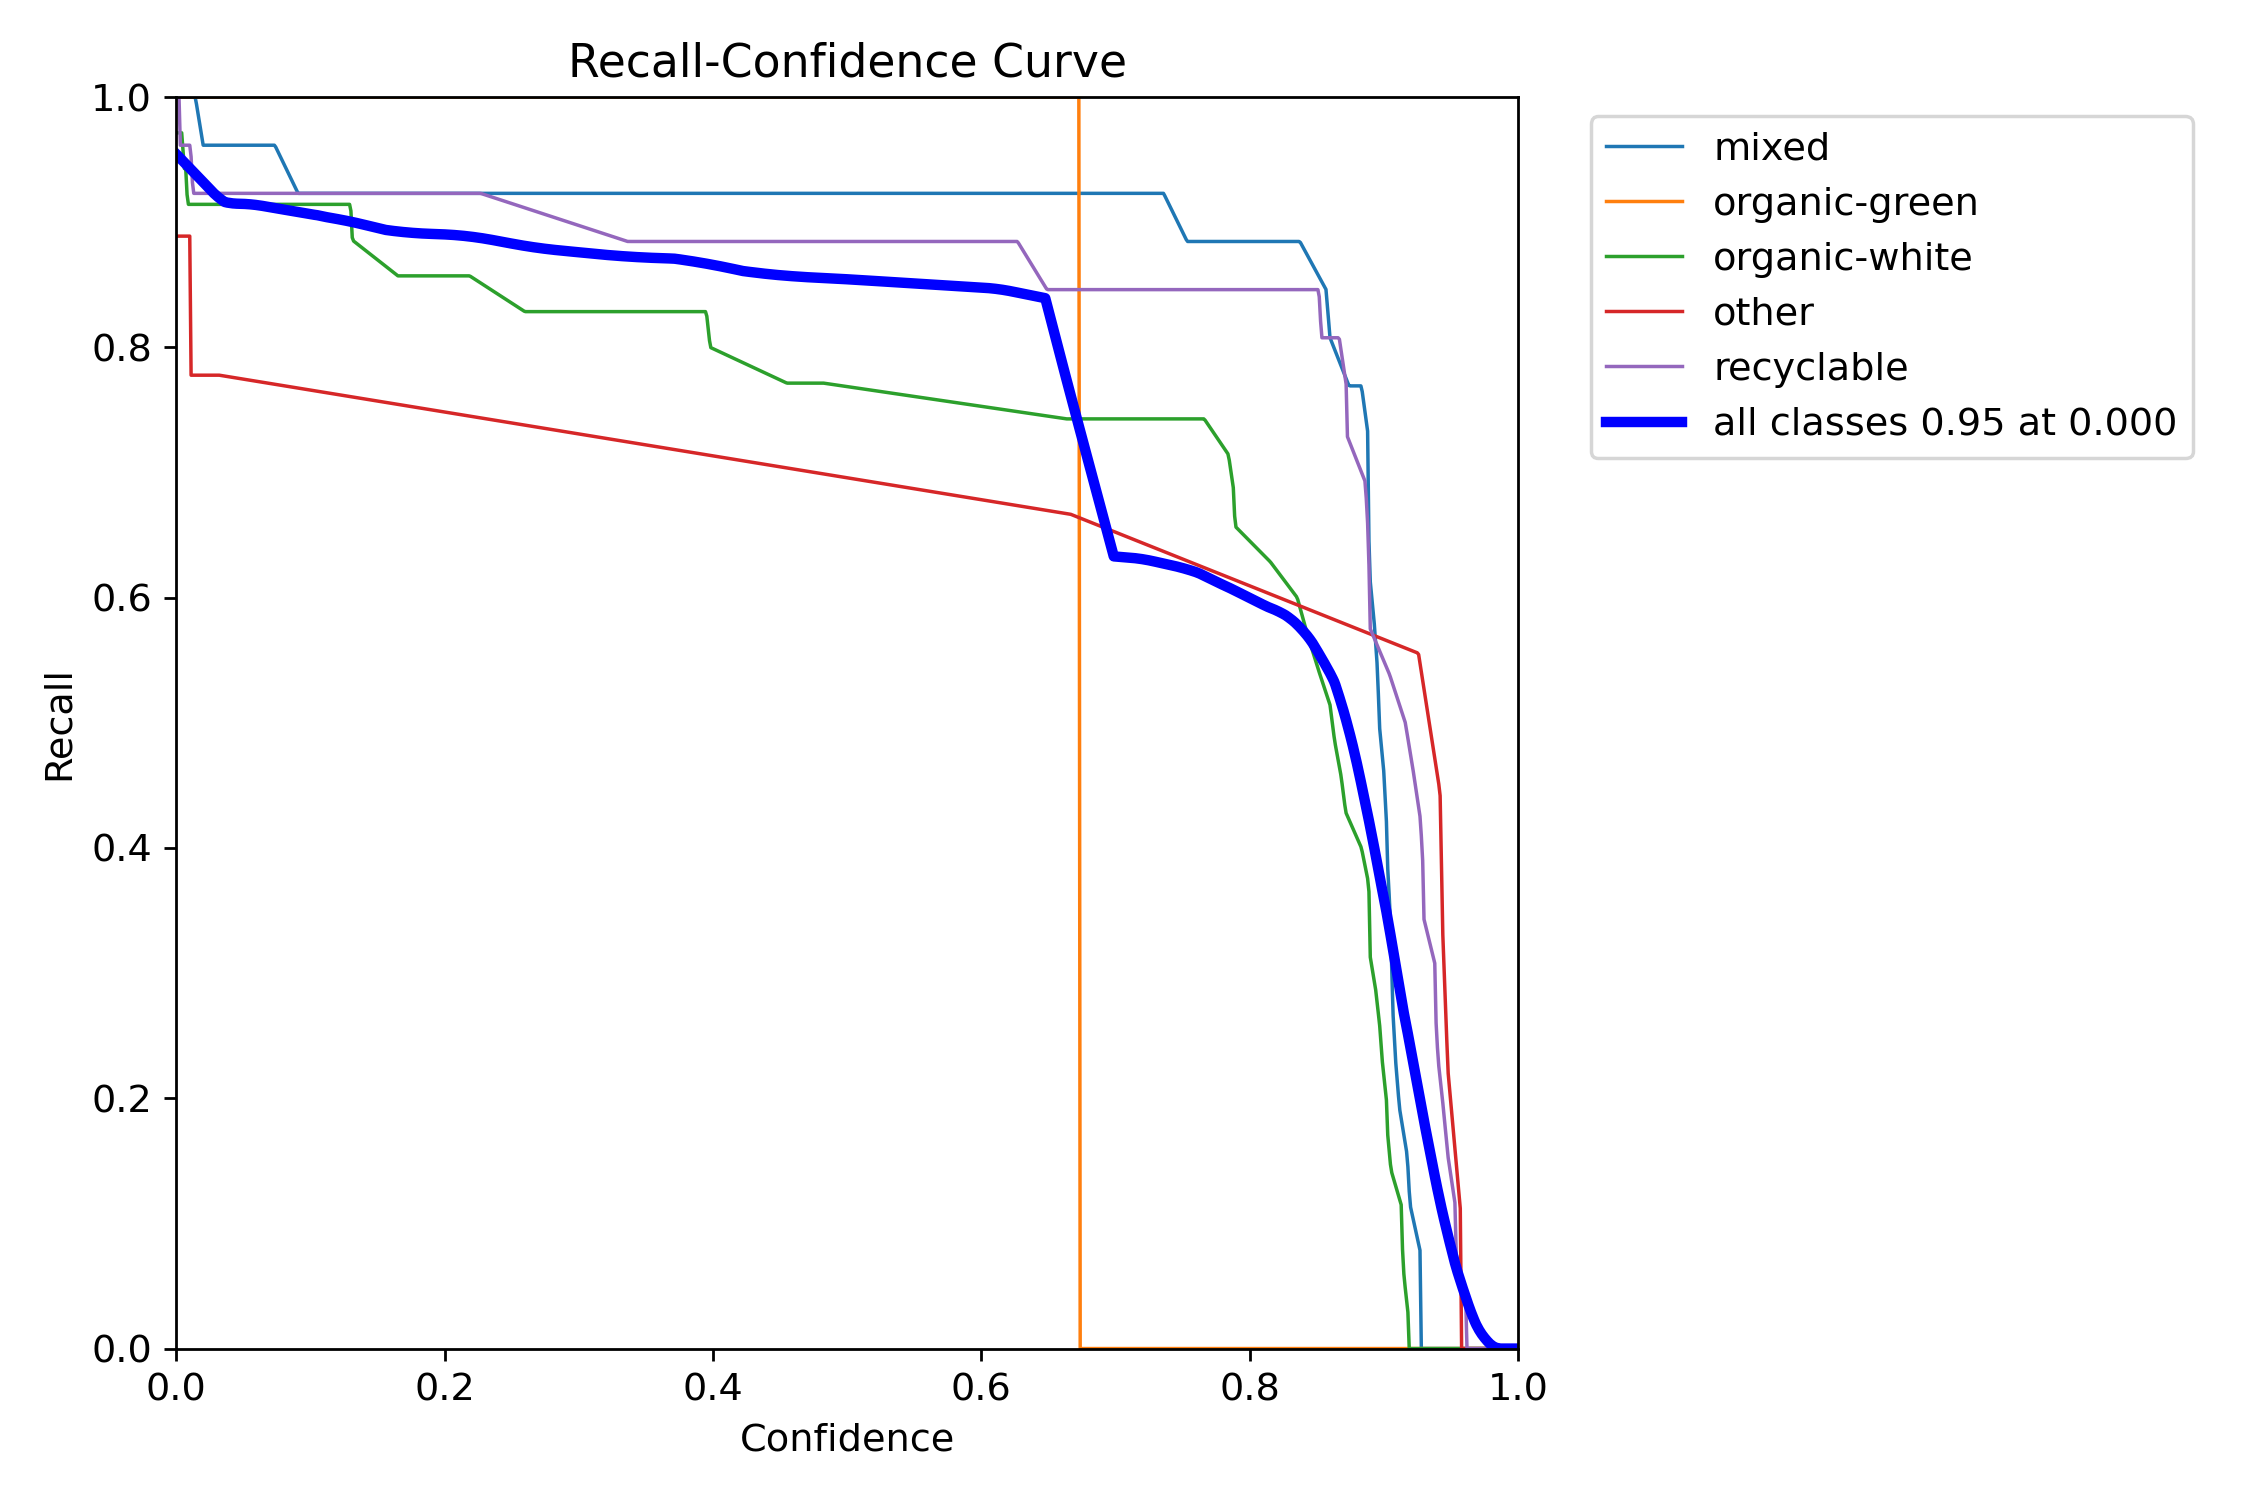 Recall-Confidence Curve
1.0
0.8
0.6
0.4
0.2
0.0
Recall
0.0 0.2 0.4 0.6 0.8 1.0
Confidence
mixed
organic-green
organic-white
other
recyclable
all classes 0.95 at 0.000